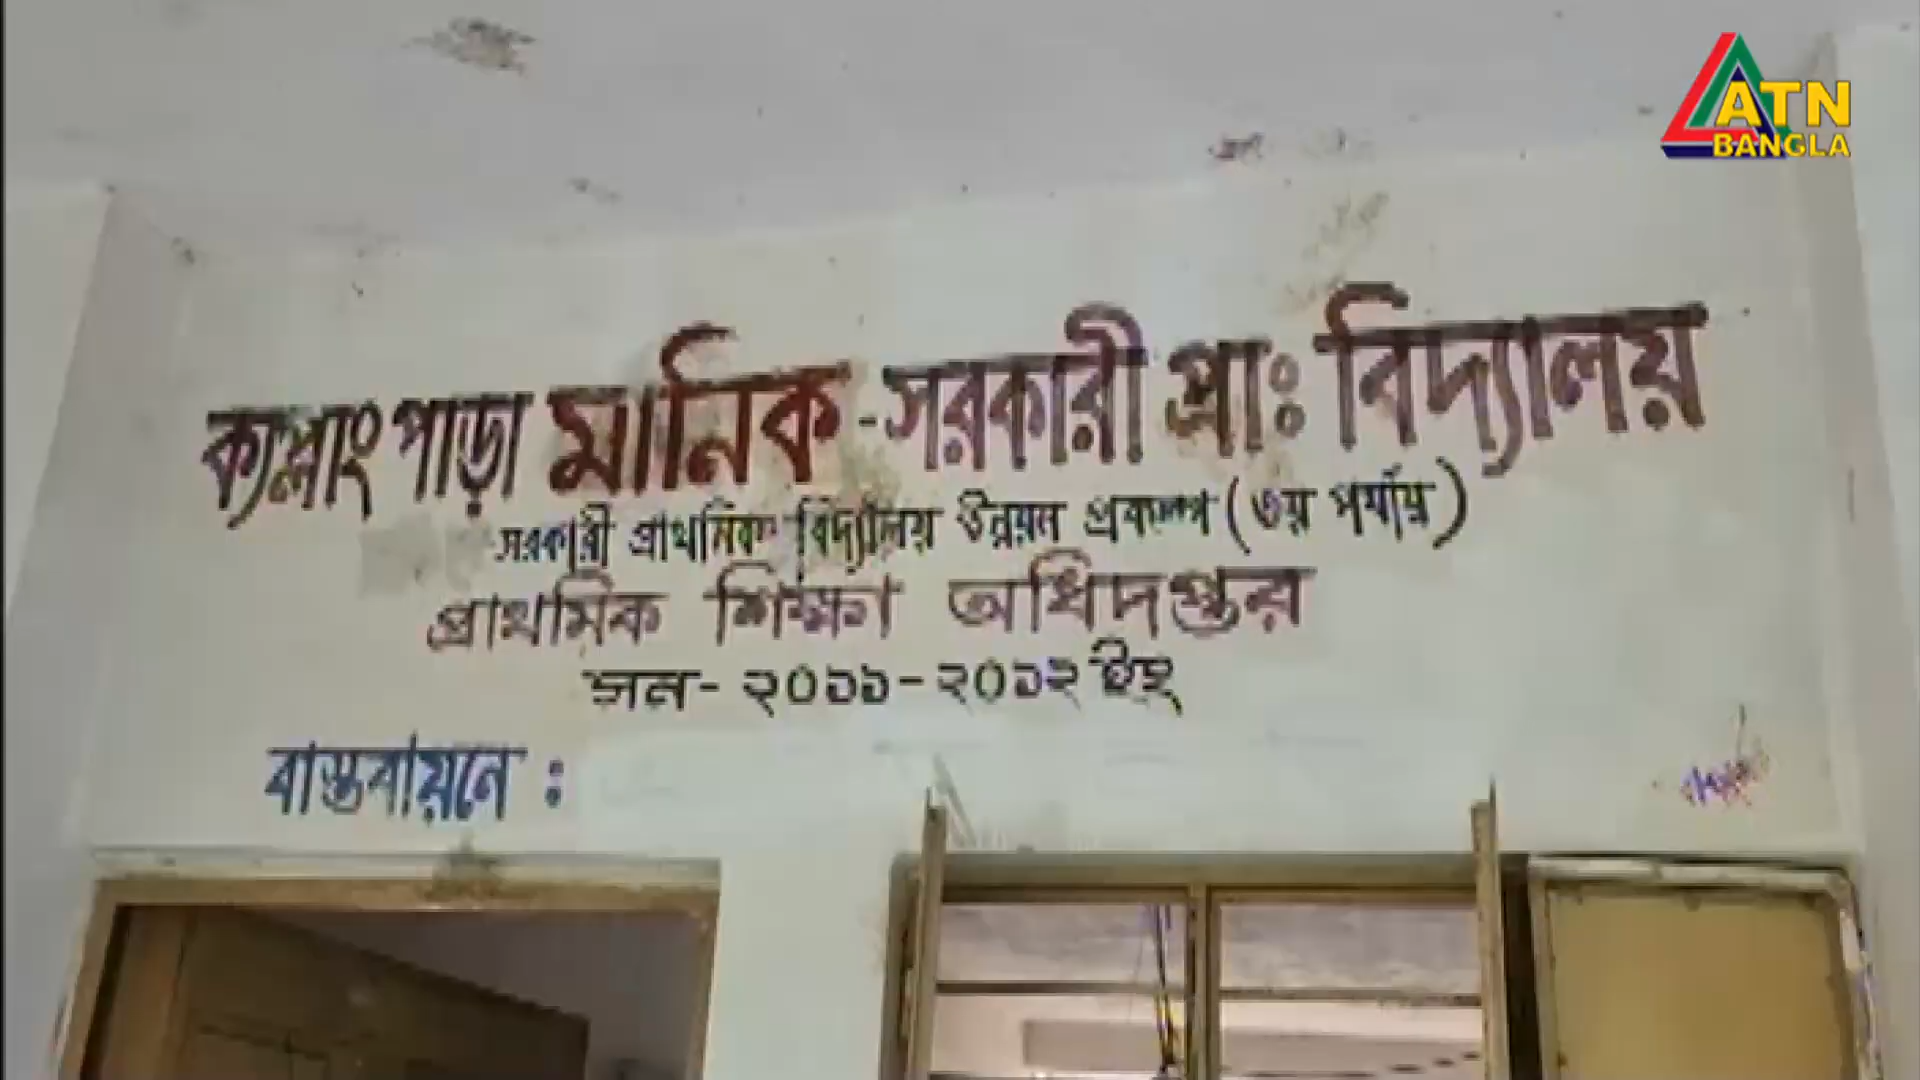 ATN
BANGLA
ক্যম্লাং পাড়া মানিক-সরকারী প্রাঃ বিদ্যালয়
সরকারী প্রাথমিক বিদ্যালয় উন্নয়ন প্রকল্প (৩য় পর্যায়)
প্রাথমিক শিক্ষা অধিদপ্তর
সন- ২০১১-২০১২ ইং
বাস্তবায়নে :